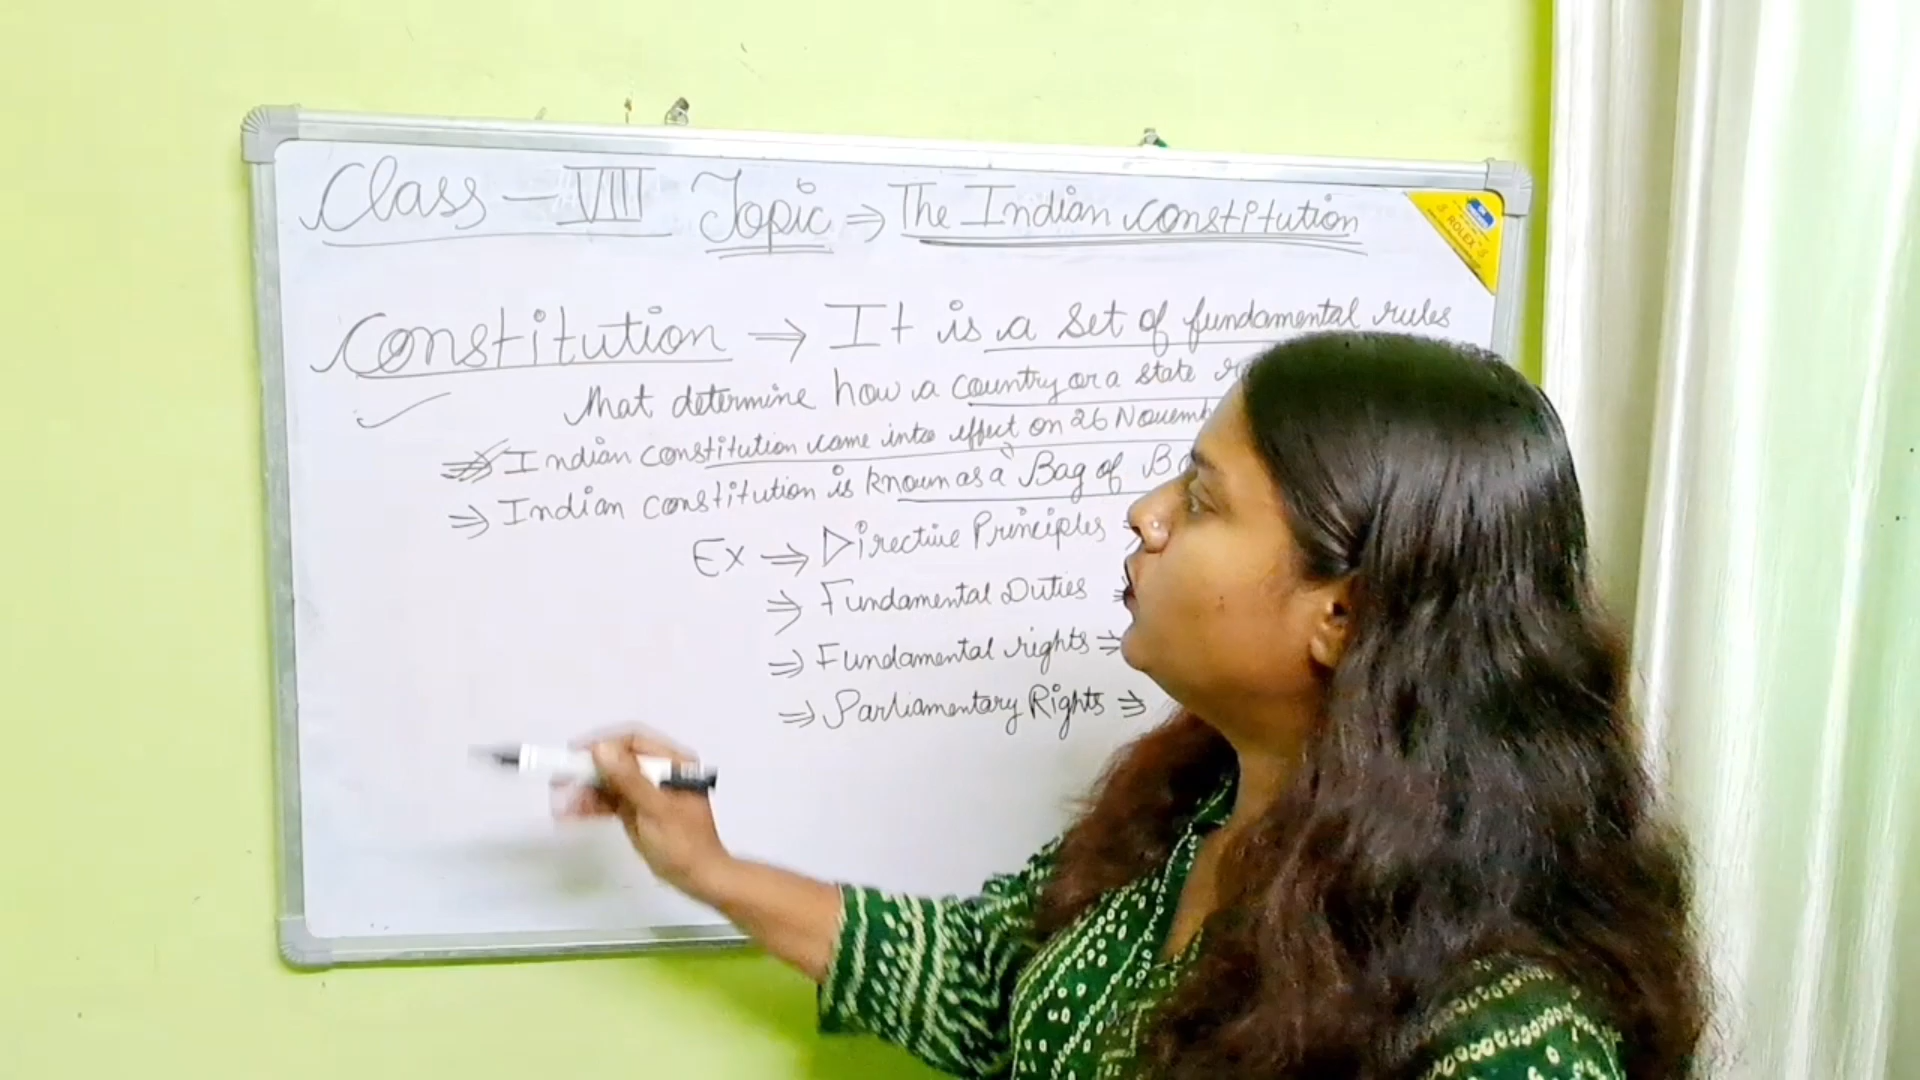 Class - VIII Topic ⇒ The Indian constitution
constitution → It is a set of fundamental rules
that determine how a country or a state
⇒ Indian constitution came into effect on 26 Novemb
⇒ Indian constitution is known as a Bag of
Ex ⇒ Directive Principles
⇒ Fundamental Duties ⇒
⇒ Fundamental rights ⇒
⇒ Parliamentary Rights ⇒
ROLEX